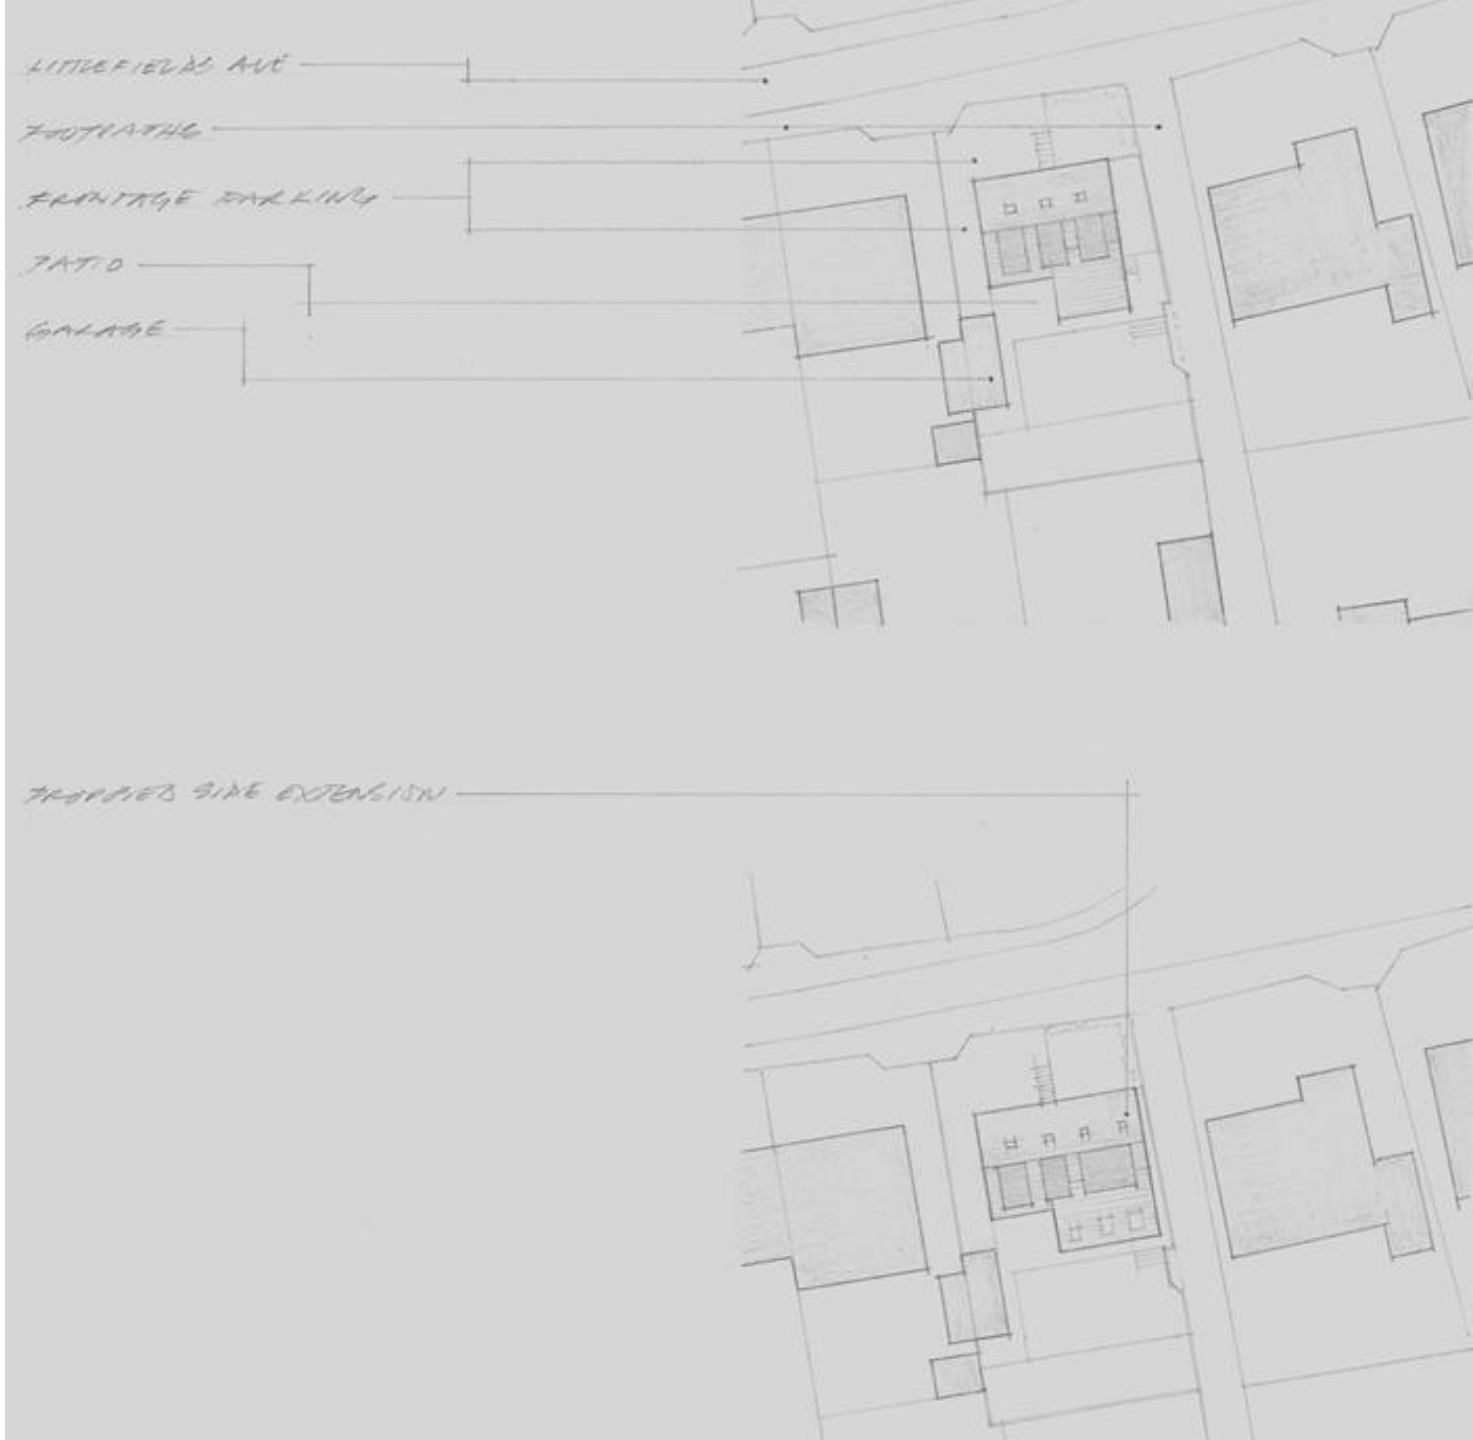 LITTLEFIELDS AVE
FOOTPATHS
FRONTAGE PARKING
PATIO
GARAGE
PROPOSED SIDE EXTENSION